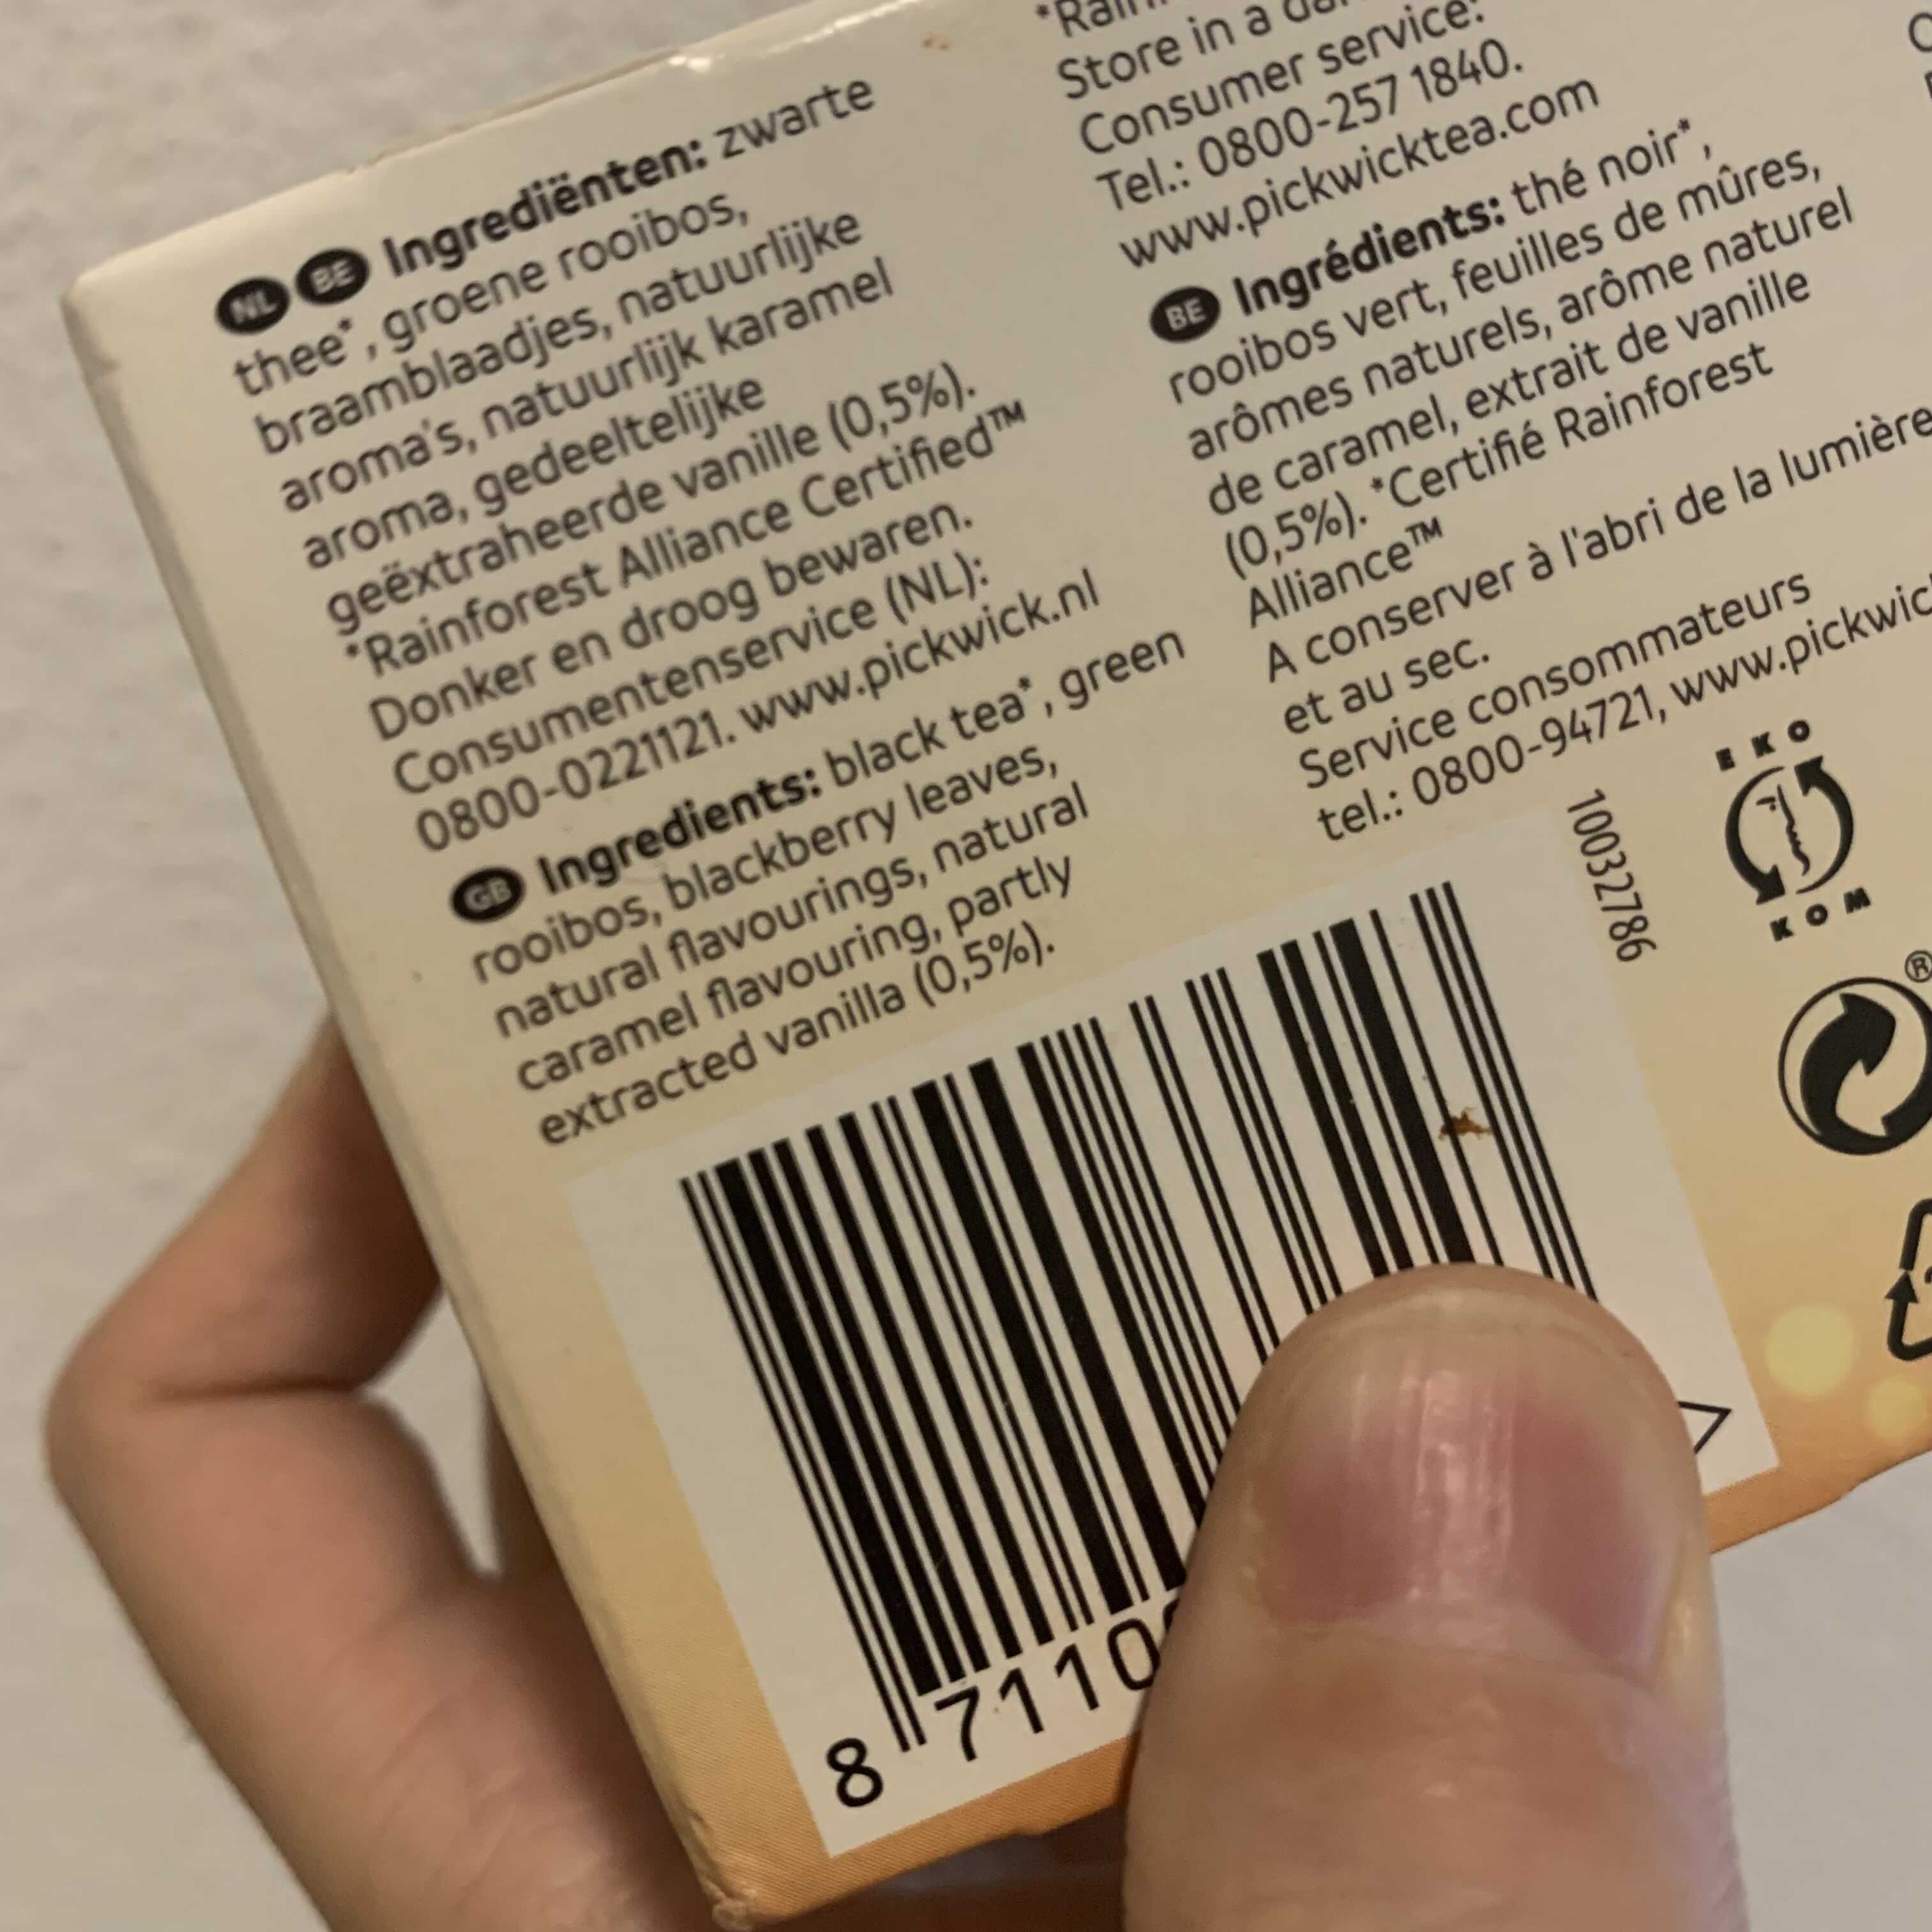 NL BE Ingrediënten: zwarte
thee*, groene rooibos,
braamblaadjes, natuurlijke
aroma's, natuurlijk karamel
aroma, gedeeltelijke
geëxtraheerde vanille (0,5%).
*Rainforest Alliance Certified™
Donker en droog bewaren.
Consumentenservice (NL):
0800-0221121. www.pickwick.nl
GB Ingredients: black tea*, green
rooibos, blackberry leaves,
natural flavourings, natural
caramel flavouring, partly
extracted vanilla (0,5%).
Store in a
Consumer service:
Tel.: 0800-257 1840.
www.pickwicktea.com
BE Ingrédients: thé noir*,
rooibos vert, feuilles de mûres,
arômes naturels, arôme naturel
de caramel, extrait de vanille
(0,5%). *Certifié Rainforest
Alliance™
A conserver à l'abri de la lumière
et au sec.
Service consommateurs
tel.: 0800-94721,
10032786
EKO
KOM
®
8 7110
>